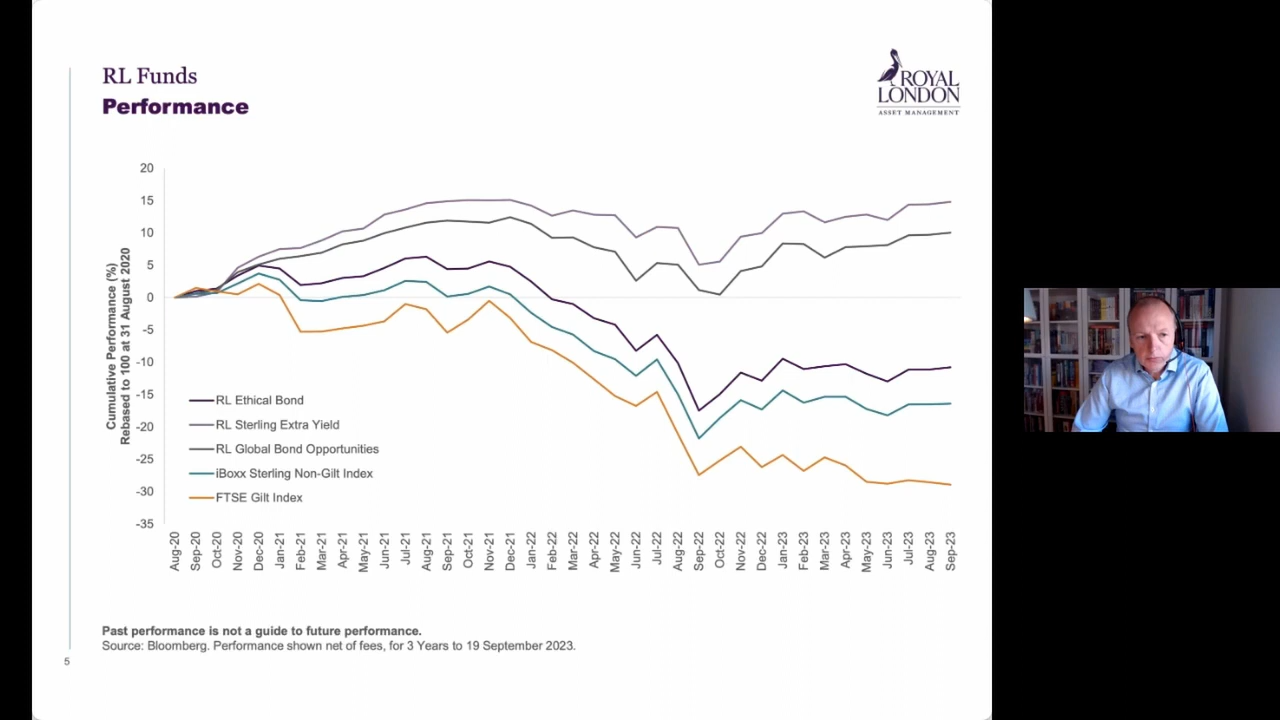 RL Funds
Performance
ROYAL
LONDON
ASSET MANAGEMENT
Cumulative Performance (%)
Rebased to 100 at 31 August 2020
20
15
10
5
0
-5
-10
-15
-20
-25
-30
-35
RL Ethical Bond
RL Sterling Extra Yield
RL Global Bond Opportunities
iBoxx Sterling Non-Gilt Index
FTSE Gilt Index
Aug-20
Sep-20
Oct-20
Nov-20
Dec-20
Jan-21
Feb-21
Mar-21
Apr-21
May-21
Jun-21
Jul-21
Aug-21
Sep-21
Oct-21
Nov-21
Dec-21
Jan-22
Feb-22
Mar-22
Apr-22
May-22
Jun-22
Jul-22
Aug-22
Sep-22
Oct-22
Nov-22
Dec-22
Jan-23
Feb-23
Mar-23
Apr-23
May-23
Jun-23
Jul-23
Aug-23
Sep-23
Past performance is not a guide to future performance.
Source: Bloomberg. Performance shown net of fees, for 3 Years to 19 September 2023.
5